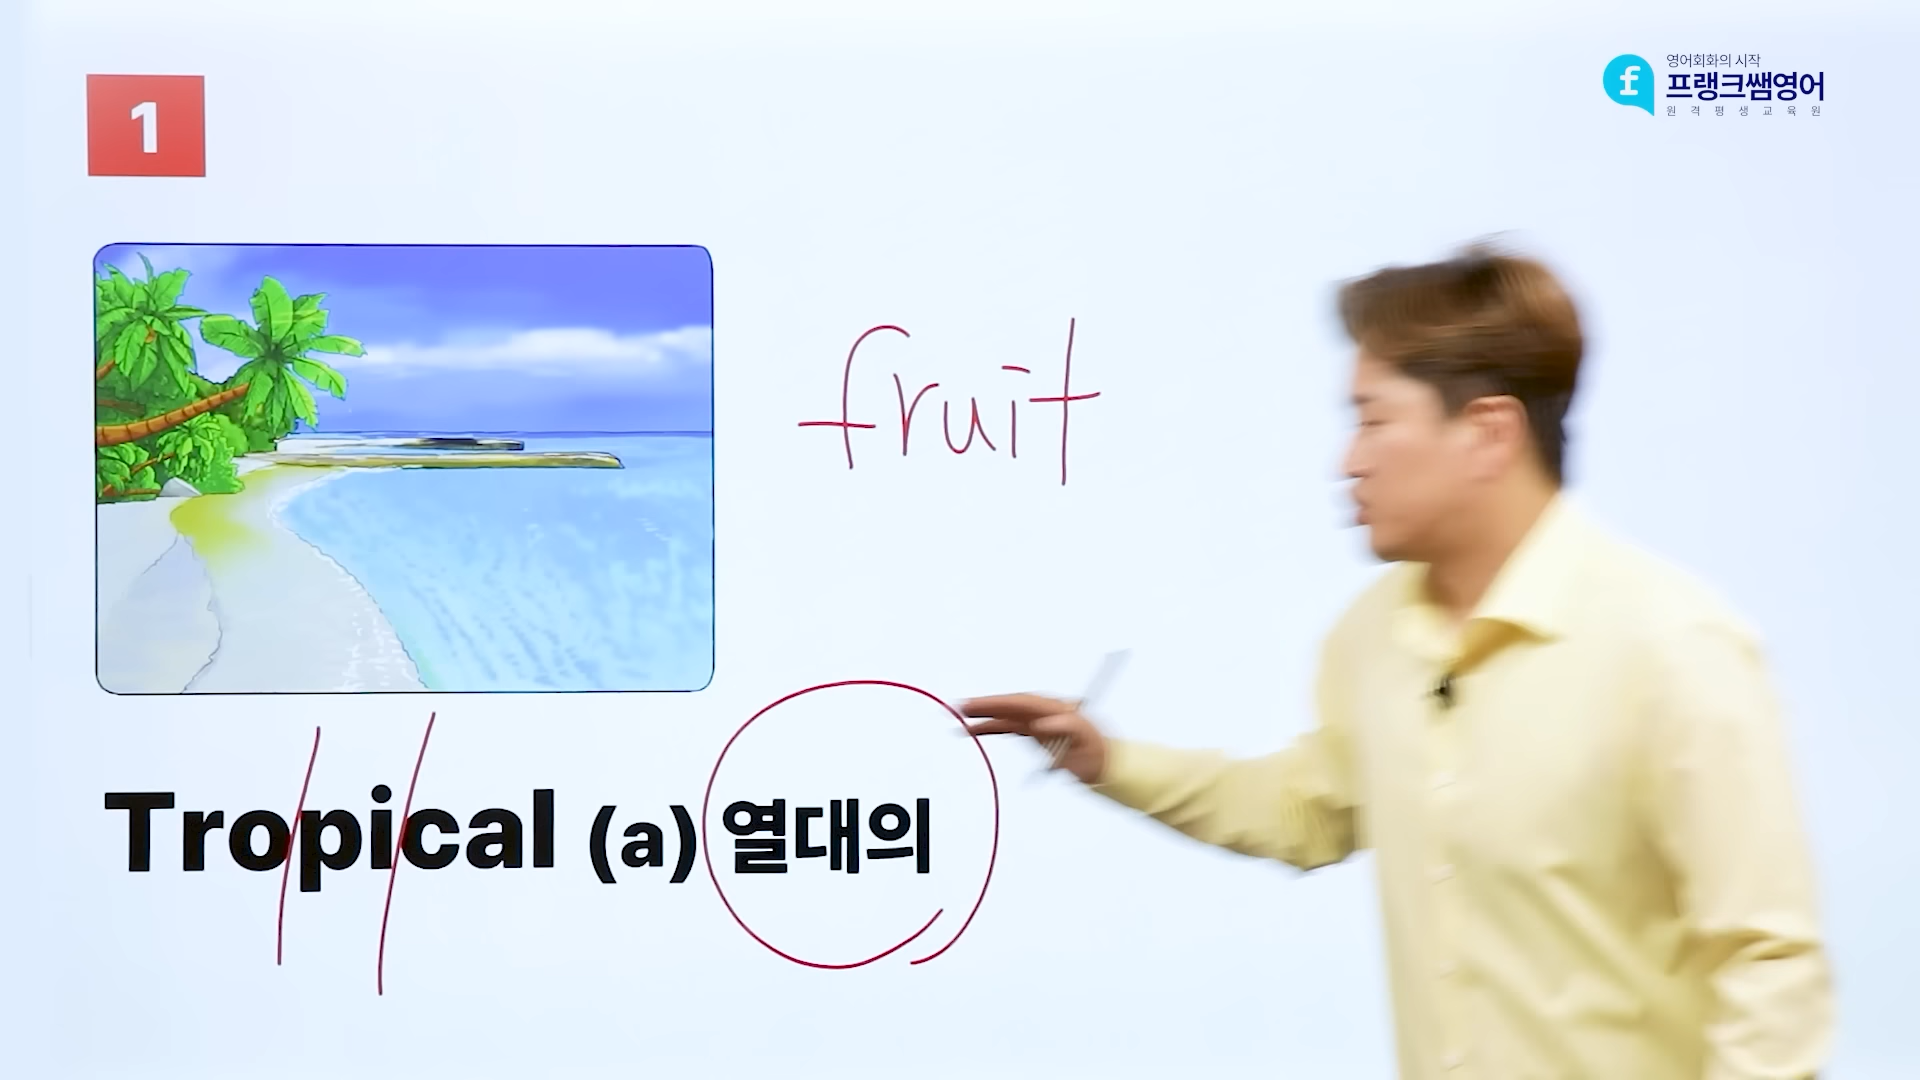 1
영어회화의 시작
프랭크쌤영어
원격평생교육원
fruit
Tropical (a) 열대의